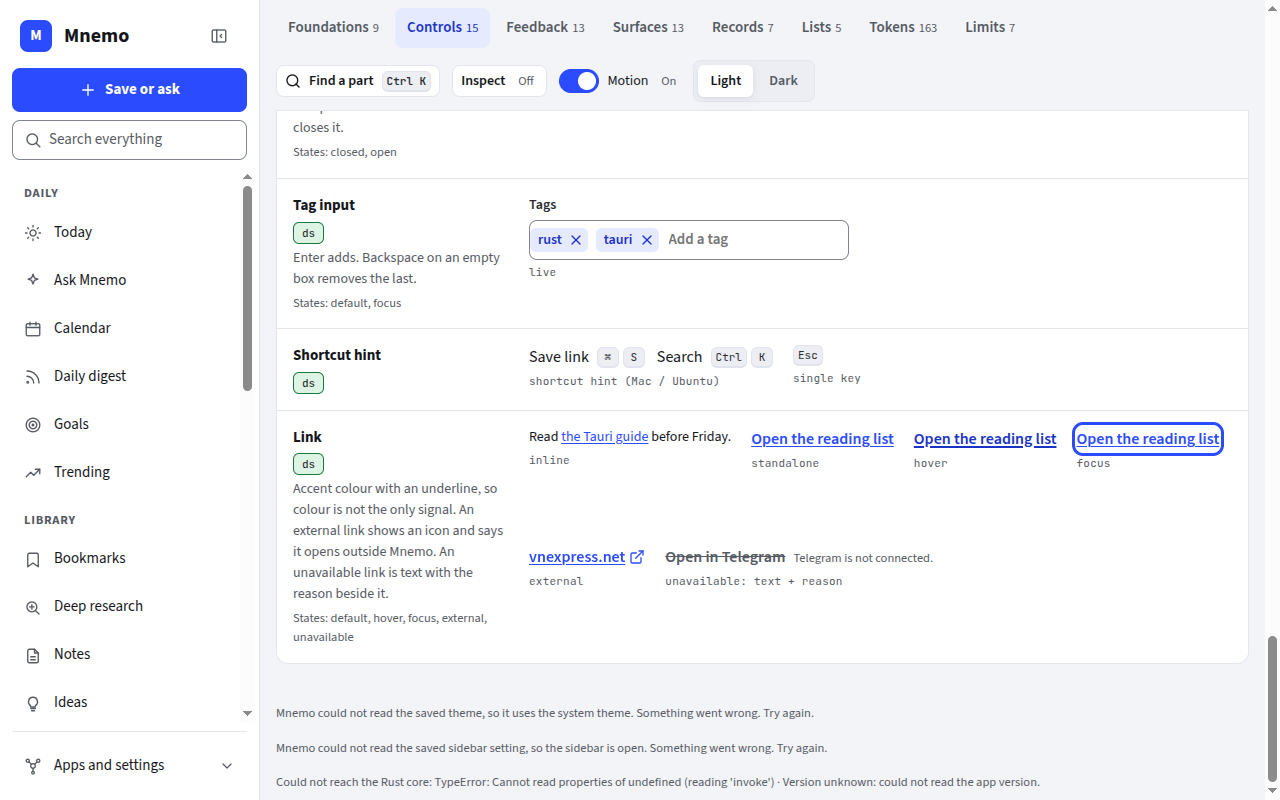 M Mnemo
Save or ask
Search everything
DAILY
Today
Ask Mnemo
Calendar
Daily digest
Goals
Trending
LIBRARY
Bookmarks
Deep research
Notes
Ideas
Apps and settings
Foundations 9 Controls 15 Feedback 13 Surfaces 13 Records 7 Lists 5 Tokens 163 Limits 7
Find a part Ctrl K Inspect Off Motion On Light Dark
closes it.
States: closed, open
Tag input
ds
Enter adds. Backspace on an empty
box removes the last.
States: default, focus
Tags
rust tauri Add a tag
live
Shortcut hint
ds
Save link ⌘ S Search Ctrl K Esc
shortcut hint (Mac / Ubuntu) single key
Link
ds
Accent colour with an underline, so
colour is not the only signal. An
external link shows an icon and says
it opens outside Mnemo. An
unavailable link is text with the
reason beside it.
States: default, hover, focus, external,
unavailable
Read the Tauri guide before Friday. Open the reading list Open the reading list Open the reading list
inline standalone hover focus
vnexpress.net Open in Telegram Telegram is not connected.
external unavailable: text + reason
Mnemo could not read the saved theme, so it uses the system theme. Something went wrong. Try again.
Mnemo could not read the saved sidebar setting, so the sidebar is open. Something went wrong. Try again.
Could not reach the Rust core: TypeError: Cannot read properties of undefined (reading 'invoke') · Version unknown: could not read the app version.